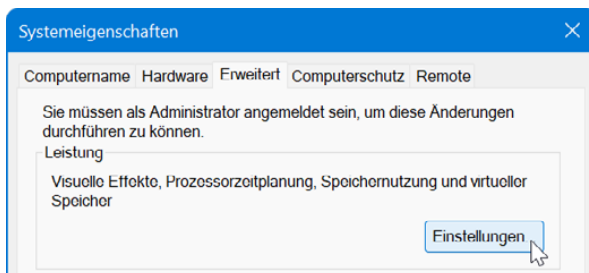 Systemeigenschaften
Computername Hardware Erweitert Computerschutz Remote
Sie müssen als Administrator angemeldet sein, um diese Änderungen
durchführen zu können.
Leistung
Visuelle Effekte, Prozessorzeitplanung, Speichernutzung und virtueller
Speicher
Einstellungen...